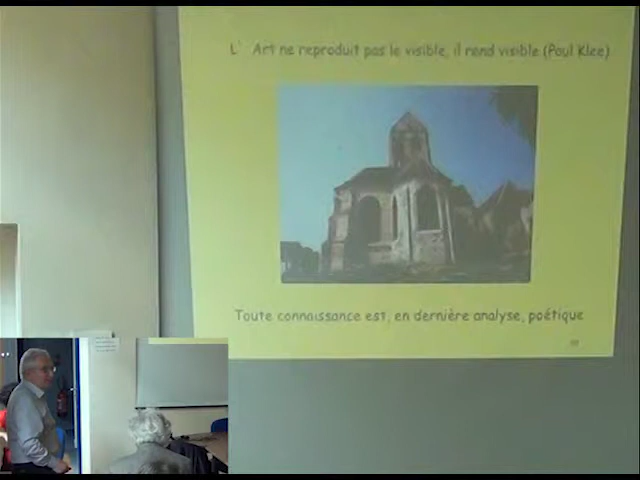 L' Art ne reproduit pas le visible, il rend visible (Paul Klee)
Toute connaissance est, en dernière analyse, poétique